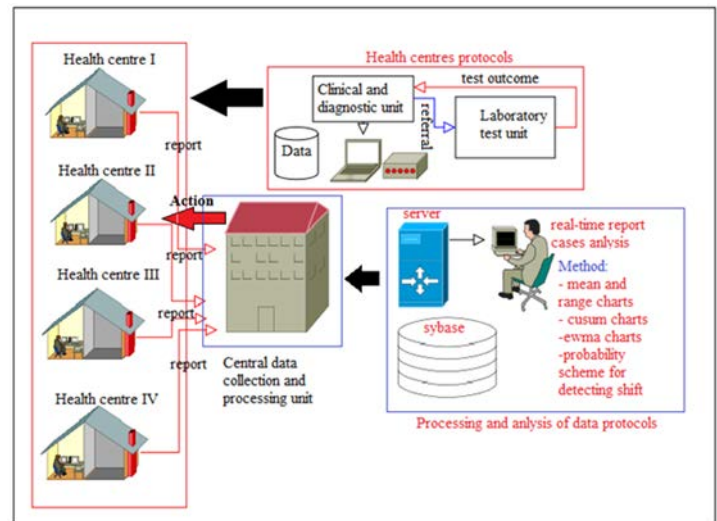 Health centre I
report
Health centre II
Action
report
Health centre III
report
report
Health centre IV
Central data
collection and
processing unit
Health centres protocols
test outcome
Clinical and
diagnostic unit
referral
Laboratory
test unit
Data
server
sybase
real-time report
cases anlysis
Method:
- mean and
range charts
- cusum charts
-ewma charts
-probability
scheme for
detecting shift
Processing and anlysis of data protocols